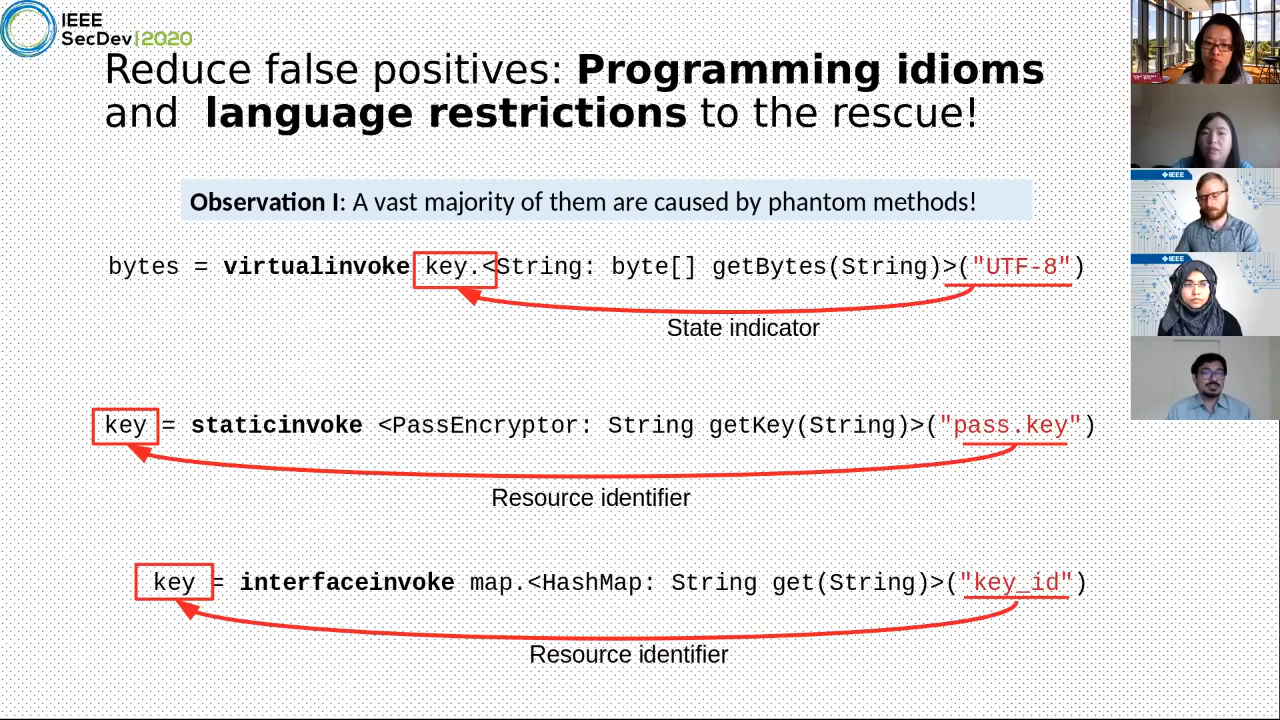 IEEE
SecDev|2020
Reduce false positives: Programming idioms
and language restrictions to the rescue!
Observation I: A vast majority of them are caused by phantom methods!
bytes = virtualinvoke key.<String: byte[] getBytes(String)>("UTF-8")
State indicator
key = staticinvoke <PassEncryptor: String getKey(String)>("pass.key")
Resource identifier
key = interfaceinvoke map.<HashMap: String get(String)>("key_id")
Resource identifier
IEEE
IEEE